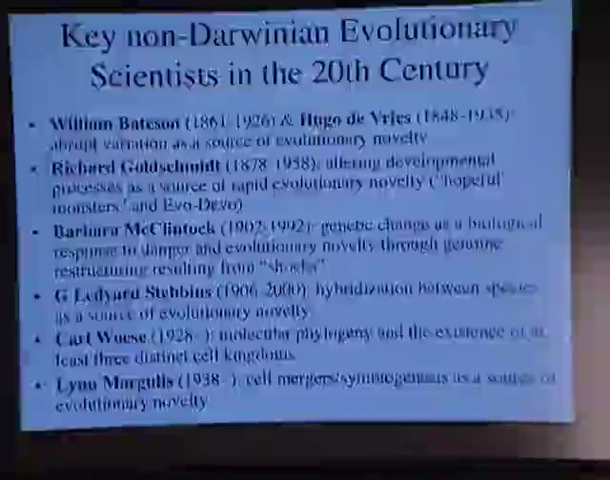 Key non-Darwinian Evolutionary
Scientists in the 20th Century
• William Bateson (1861-1926) & Hugo de Vries (1848-1935):
abrupt variation as a source of evolutionary novelty
• Richard Goldschmidt (1878-1958): altering developmental
processes as a source of rapid evolutionary novelty ("hopeful
monsters" and Evo-Devo)
• Barbara McClintock (1902-1992): genetic change as a biological
response to danger and evolutionary novelty through genome
restructuring resulting from "shocks"
• G Ledyard Stebbins (1906-2000): hybridization between species
as a source of evolutionary novelty
• Carl Woese (1928- ): molecular phylogeny and the existence of at
least three distinct cell kingdoms
• Lynn Margulis (1938- ): cell mergers/symbiogenesis as a source of
evolutionary novelty